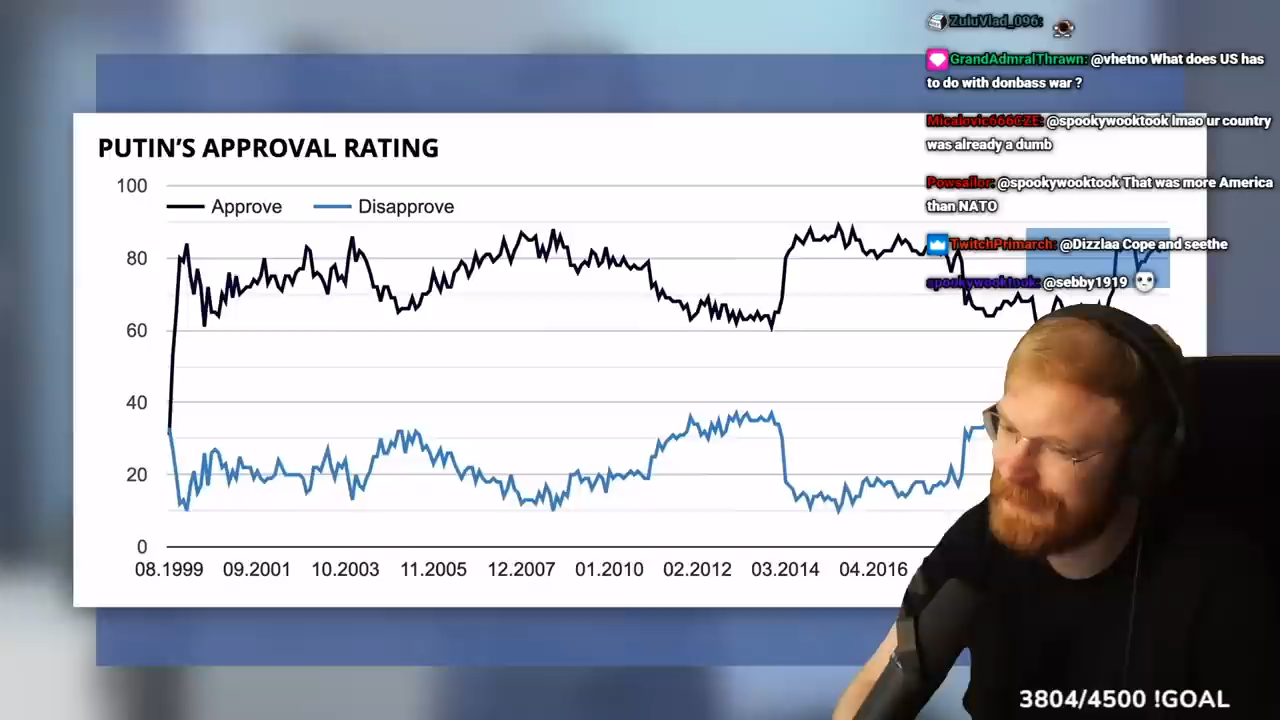 ZuluVlad_096:
GrandAdmralThrawn: @vhetno What does US has
to do with donbass war ?
Micalovic666CZE: @spookywooktook lmao ur country
was already a dumb
Powsailor: @spookywooktook That was more America
than NATO
TwitchPrimarch: @Dizzlaa Cope and seethe
spookywooktook: @sebby1919
PUTIN'S APPROVAL RATING
Approve Disapprove
100
80
60
40
20
0
08.1999 09.2001 10.2003 11.2005 12.2007 01.2010 02.2012 03.2014 04.2016
3804/4500 !GOAL